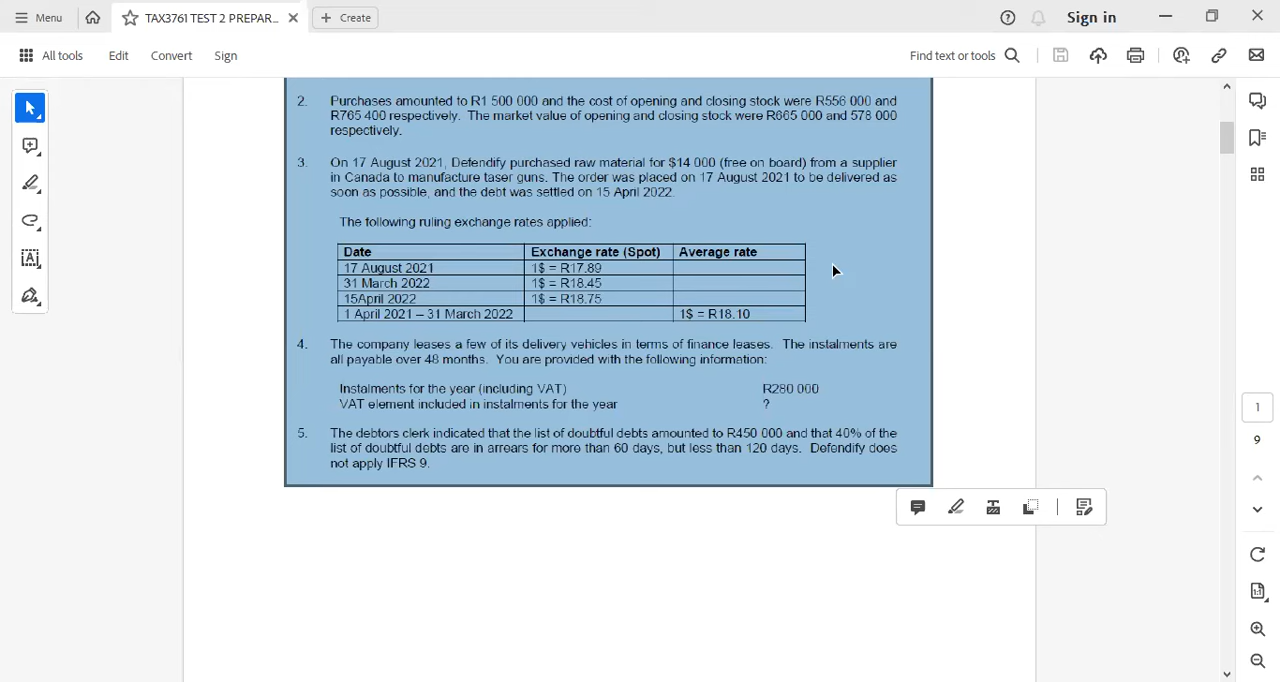 Menu
TAX3761 TEST 2 PREPAR...
Create
Sign in
All tools
Edit
Convert
Sign
Find text or tools
2. Purchases amounted to R1 500 000 and the cost of opening and closing stock were R556 000 and
R765 400 respectively. The market value of opening and closing stock were R665 000 and 578 000
respectively.
3. On 17 August 2021, Defendify purchased raw material for $14 000 (free on board) from a supplier
in Canada to manufacture taser guns. The order was placed on 17 August 2021 to be delivered as
soon as possible, and the debt was settled on 15 April 2022.
The following ruling exchange rates applied:
Date Exchange rate (Spot) Average rate
17 August 2021 1$ = R17.89
31 March 2022 1$ = R18.45
15April 2022 1$ = R18.75
1 April 2021 – 31 March 2022 1$ = R18.10
4. The company leases a few of its delivery vehicles in terms of finance leases. The instalments are
all payable over 48 months. You are provided with the following information:
Instalments for the year (including VAT) R280 000
VAT element included in instalments for the year ?
5. The debtors clerk indicated that the list of doubtful debts amounted to R450 000 and that 40% of the
list of doubtful debts are in arrears for more than 60 days, but less than 120 days. Defendify does
not apply IFRS 9.
1
9